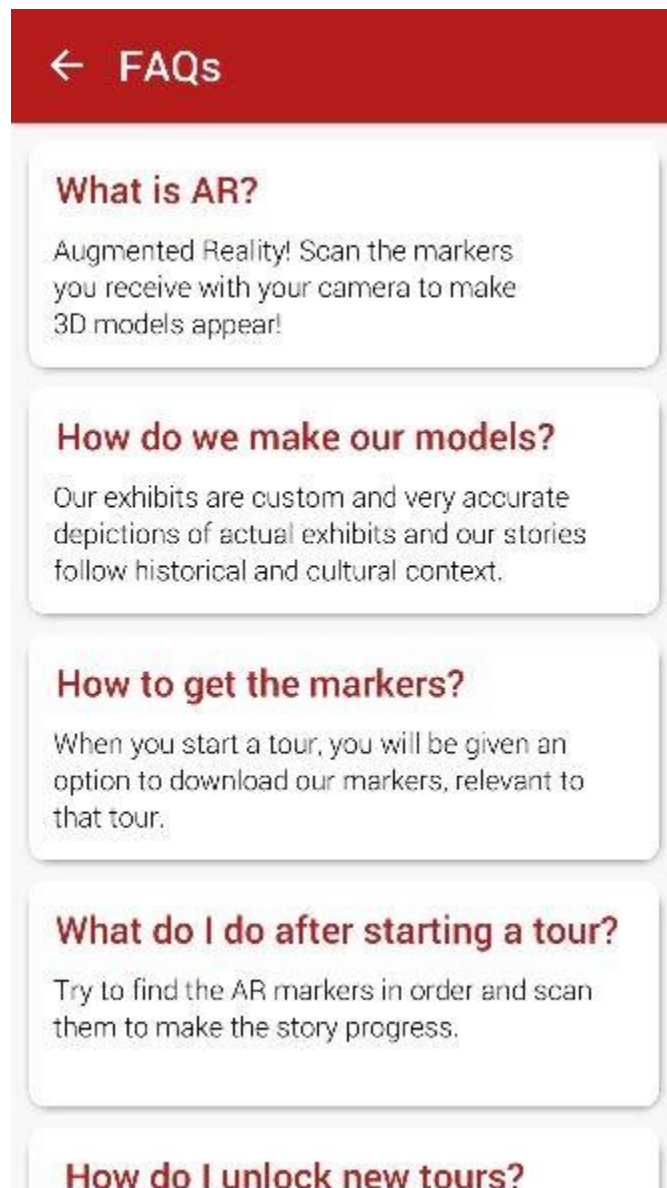 FAQs
What is AR?
Augmented Reality! Scan the markers
you receive with your camera to make
3D models appear!
How do we make our models?
Our exhibits are custom and very accurate
depictions of actual exhibits and our stories
follow historical and cultural context.
How to get the markers?
When you start a tour, you will be given an
option to download our markers, relevant to
that tour.
What do I do after starting a tour?
Try to find the AR markers in order and scan
them to make the story progress.
How do I unlock new tours?